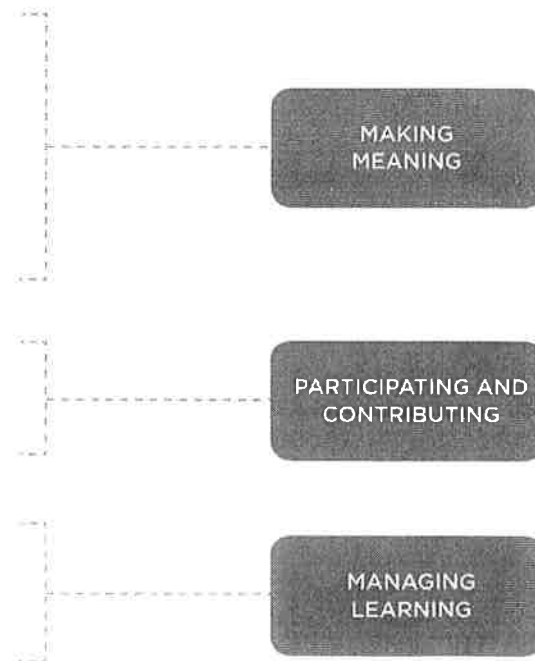 MAKING
MEANING
PARTICIPATING AND
CONTRIBUTING
MANAGING
LEARNING